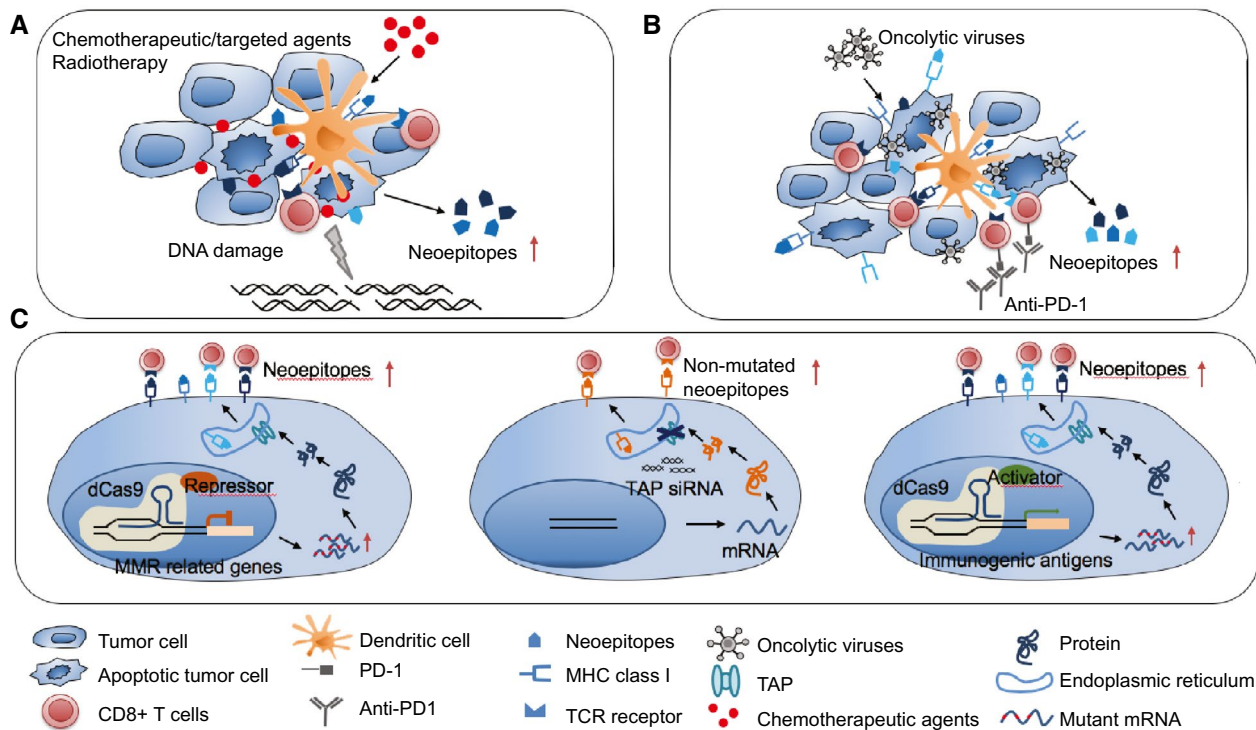 A
Chemotherapeutic/targeted agents
Radiotherapy
DNA damage
Neoepitopes
B
Oncolytic viruses
Neoepitopes
Anti-PD-1
C
Neoepitopes
dCas9
Repressor
MMR related genes
Non-mutated
neoepitopes
TAP siRNA
mRNA
Neoepitopes
dCas9
Activator
Immunogenic antigens
Tumor cell
Apoptotic tumor cell
CD8+ T cells
Dendritic cell
PD-1
Anti-PD1
Neoepitopes
MHC class I
TCR receptor
Oncolytic viruses
TAP
Chemotherapeutic agents
Protein
Endoplasmic reticulum
Mutant mRNA